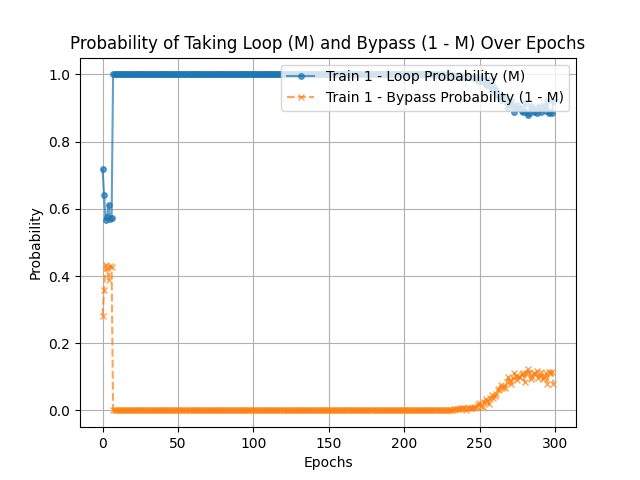 Probability of Taking Loop (M) and Bypass (1 - M) Over Epochs
Train 1 - Loop Probability (M)
Train 1 - Bypass Probability (1 - M)
1.0
0.8
0.6
0.4
0.2
0.0
Probability
0 50 100 150 200 250 300
Epochs